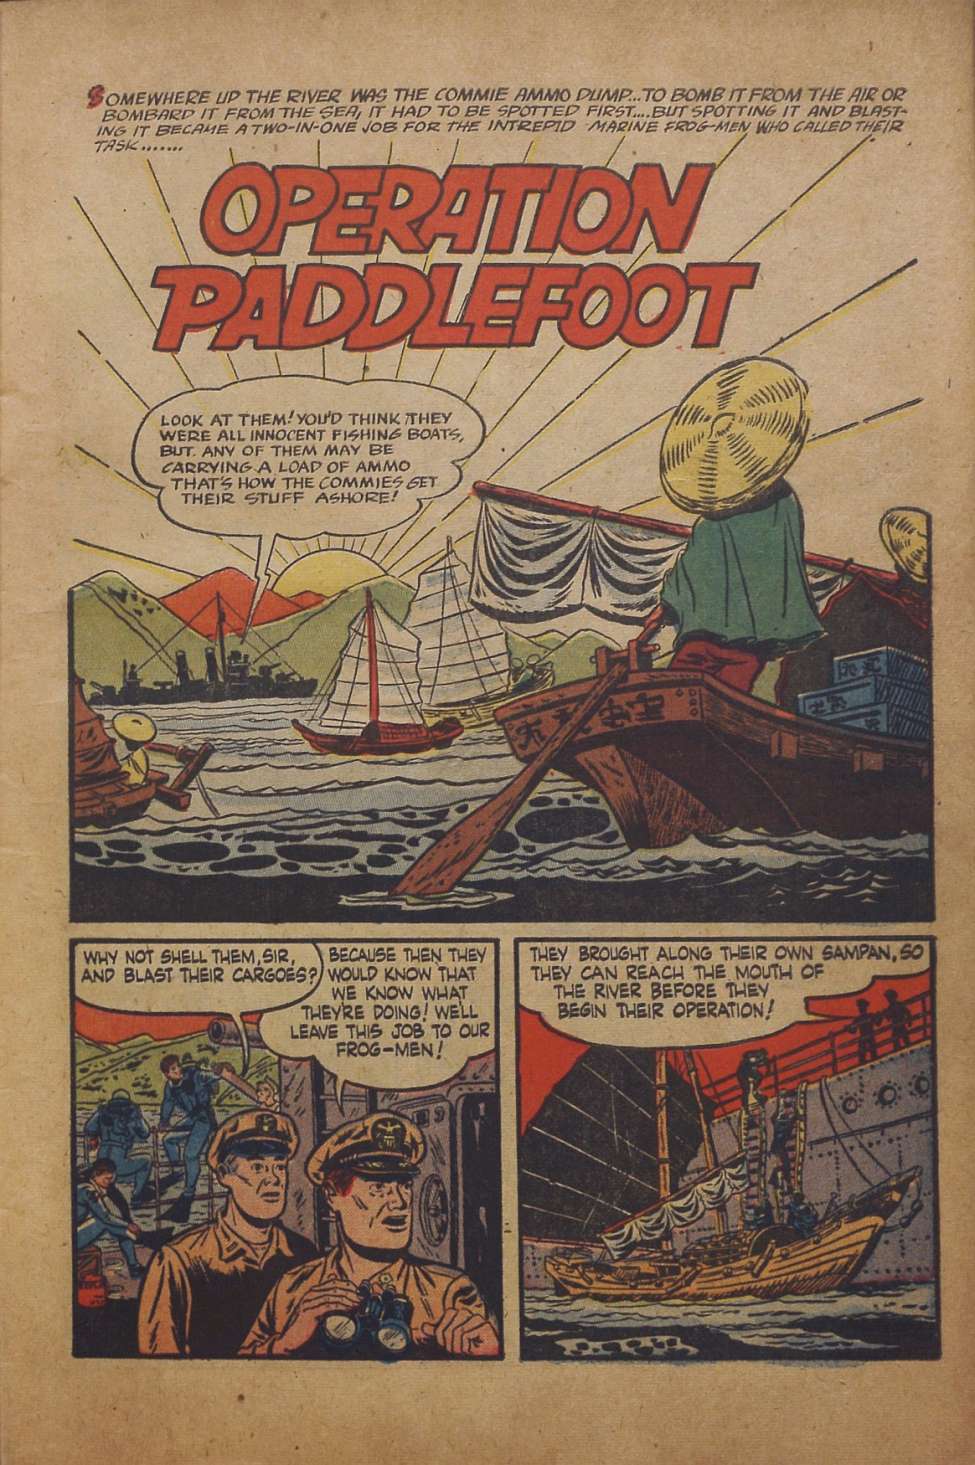 SOMEWHERE UP THE RIVER WAS THE COMMIE AMMO DUMP...TO BOMB IT FROM THE AIR OR
BOMBARD IT FROM THE SEA, IT HAD TO BE SPOTTED FIRST....BUT SPOTTING IT AND BLAST-
ING IT BECAME A TWO-IN-ONE JOB FOR THE INTREPID MARINE FROG-MEN WHO CALLED THEIR
TASK.......
OPERATION
PADDLEFOOT
LOOK AT THEM! YOU'D THINK THEY
WERE ALL INNOCENT FISHING BOATS,
BUT ANY OF THEM MAY BE
CARRYING A LOAD OF AMMO
THAT'S HOW THE COMMIES GET
THEIR STUFF ASHORE!
WHY NOT SHELL THEM, SIR,
AND BLAST THEIR CARGOES?
BECAUSE THEN THEY
WOULD KNOW THAT
WE KNOW WHAT
THEY'RE DOING! WE'LL
LEAVE THIS JOB TO OUR
FROG-MEN!
THEY BROUGHT ALONG THEIR OWN SAMPAN, SO
THEY CAN REACH THE MOUTH OF
THE RIVER BEFORE THEY
BEGIN THEIR OPERATION!